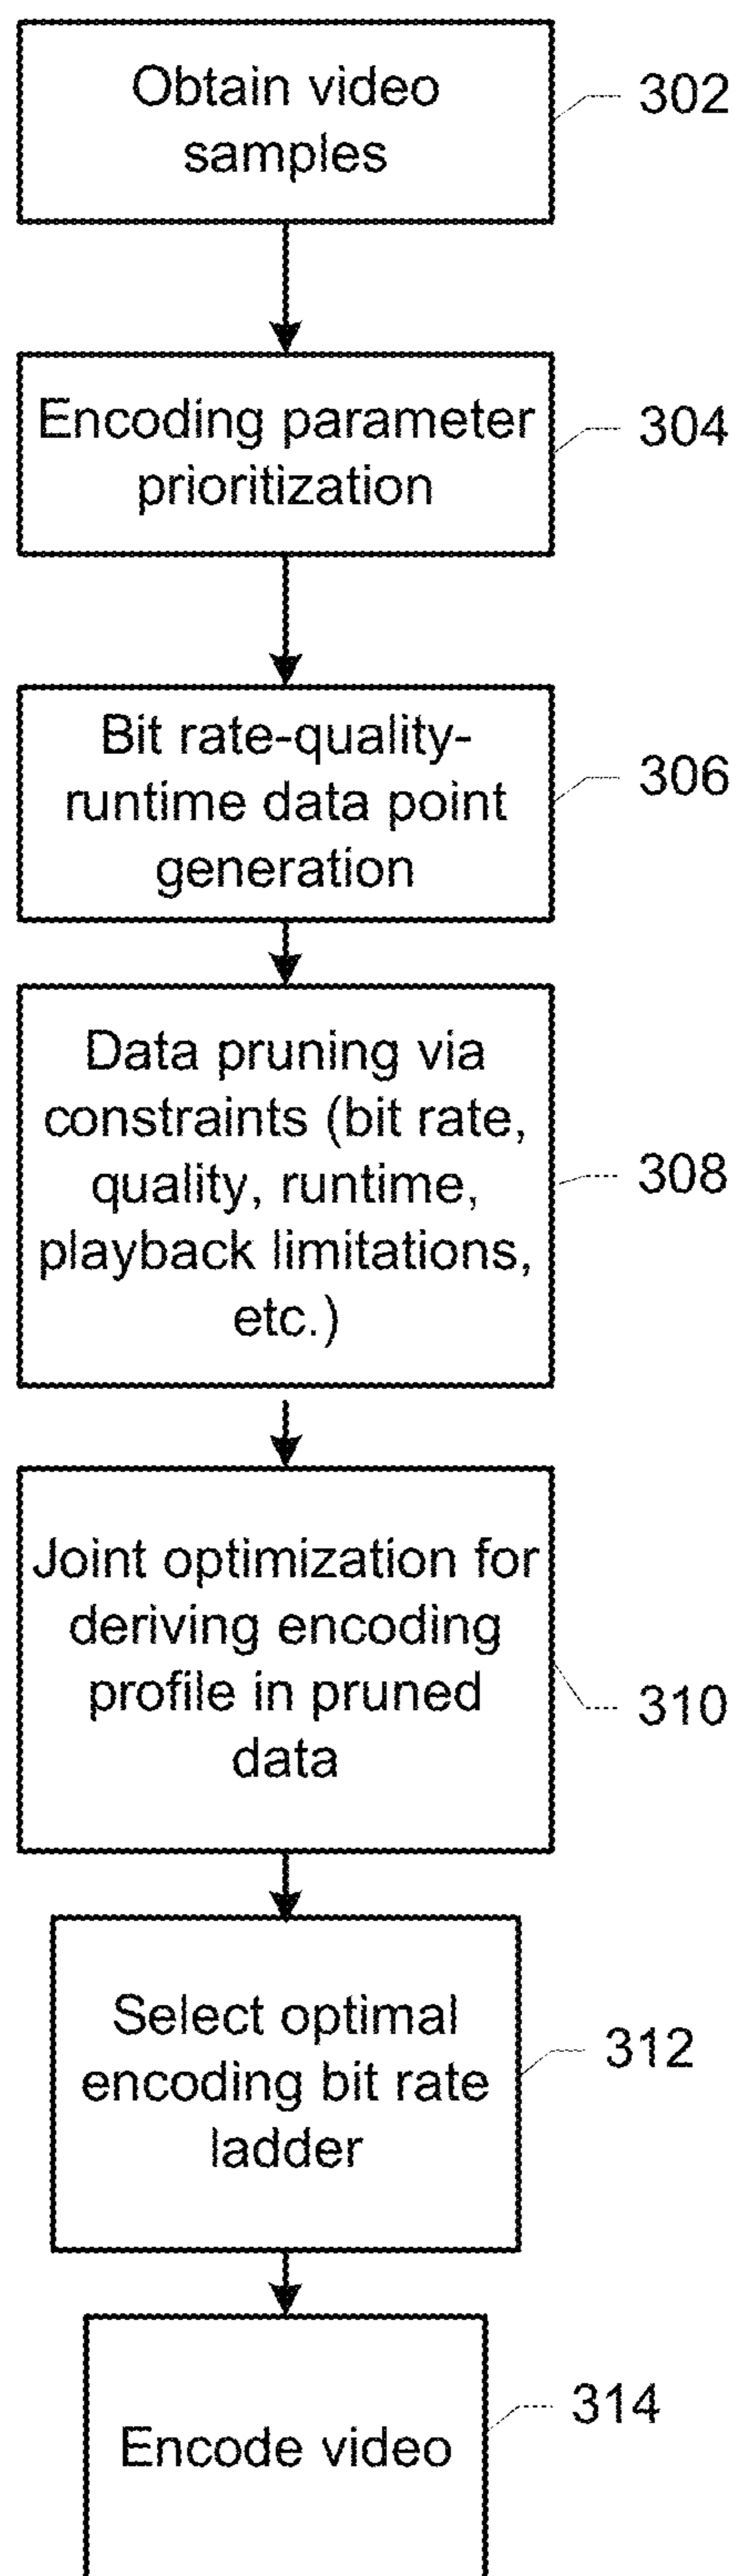 Obtain video
samples
302
Encoding parameter
prioritization
304
Bit rate-quality-
runtime data point
generation
306
Data pruning via
constraints (bit rate,
quality, runtime,
playback limitations,
etc.)
308
Joint optimization for
deriving encoding
profile in pruned
data
310
Select optimal
encoding bit rate
ladder
312
Encode video
314